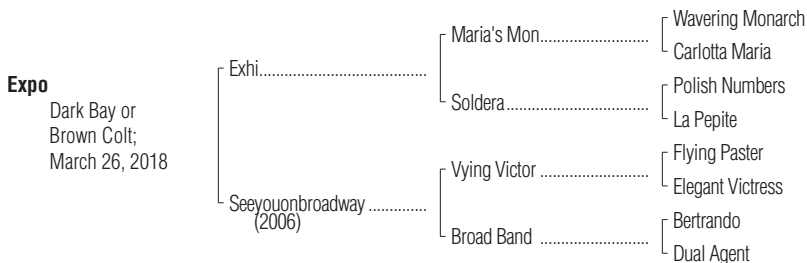 Expo
Dark Bay or
Brown Colt;
March 26, 2018
Exhi....................................
Seeyouonbroadway .............
(2006)
Maria's Mon.......................
Soldera..............................
Vying Victor .......................
Broad Band .......................
Wavering Monarch
Carlotta Maria
Polish Numbers
La Pepite
Flying Paster
Elegant Victress
Bertrando
Dual Agent